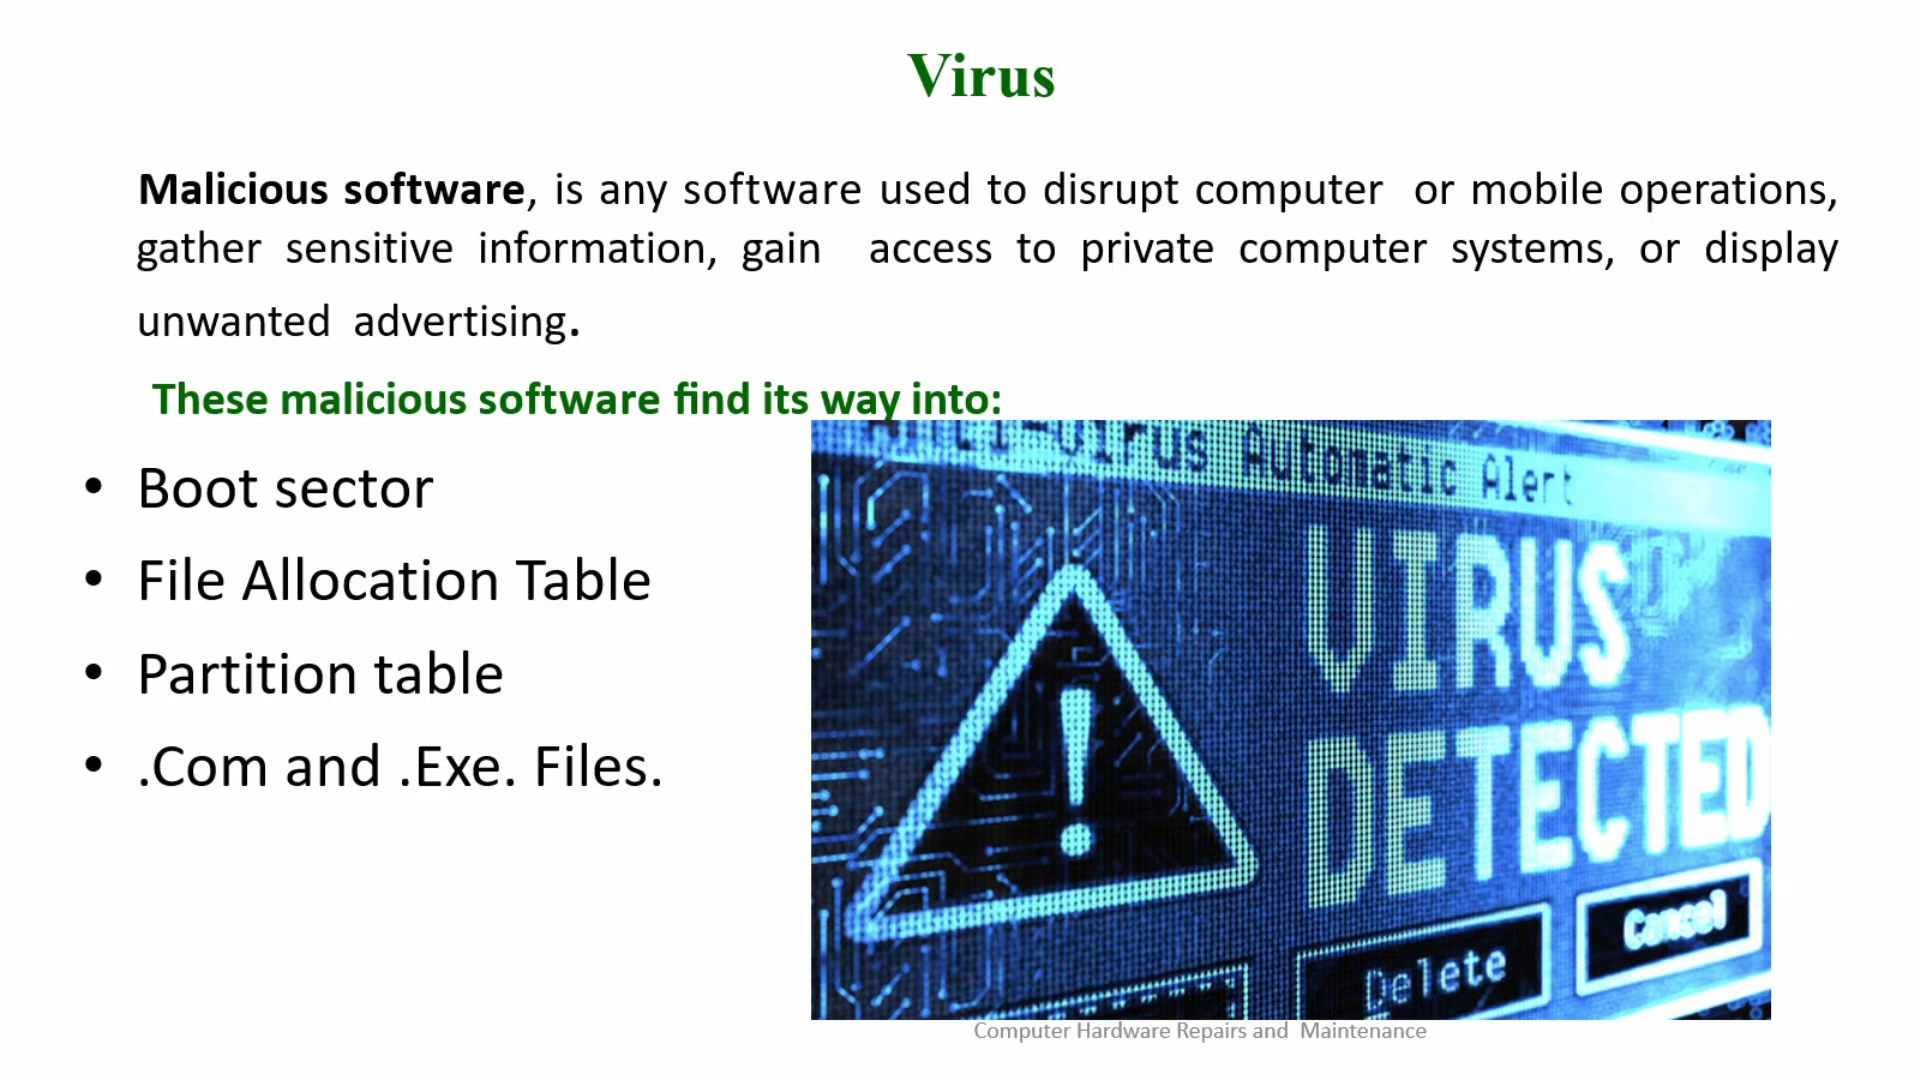 Virus
Malicious software, is any software used to disrupt computer or mobile operations,
gather sensitive information, gain access to private computer systems, or display
unwanted advertising.
These malicious software find its way into:
• Boot sector
• File Allocation Table
• Partition table
• .Com and .Exe. Files.
Virus Automatic Alert
VIRUS
DETECTED
Delete
Cancel
Computer Hardware Repairs and Maintenance